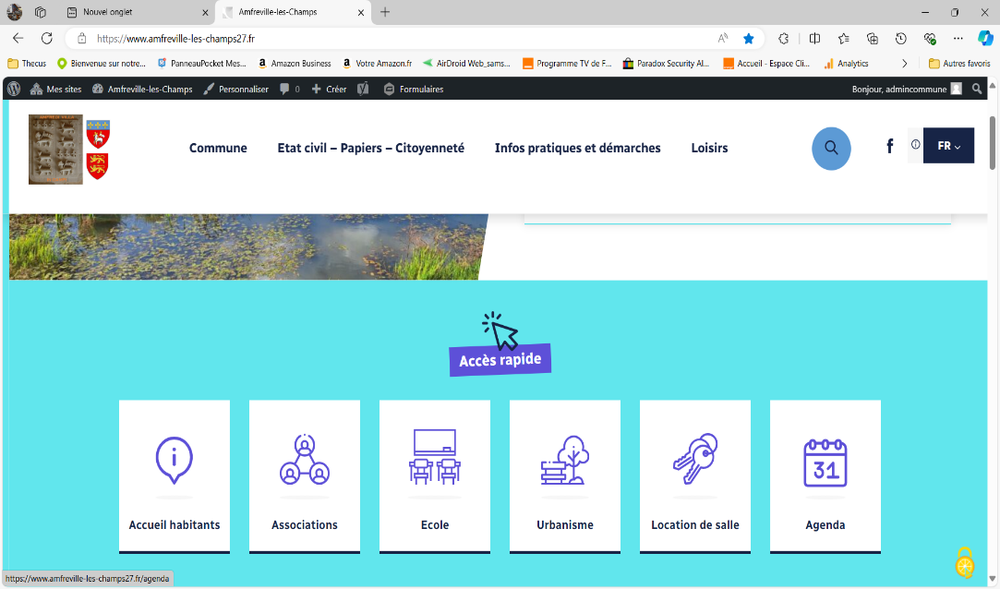 Nouvel onglet
Amfreville-les-Champs
https://www.amfreville-les-champs27.fr
Thecus
Bienvenue sur notre...
PanneauPocket Mes...
Amazon Business
Votre Amazon.fr
AirDroid Web_sams...
Programme TV de F...
Paradox Security Al...
Accueil - Espace Cli...
Analytics
Autres favoris
Mes sites
Amfreville-les-Champs
Personnaliser
0
Créer
Formulaires
Bonjour, admincommune
Commune
Etat civil – Papiers – Citoyenneté
Infos pratiques et démarches
Loisirs
FR
Accès rapide
Accueil habitants
Associations
Ecole
Urbanisme
Location de salle
31
Agenda
https://www.amfreville-les-champs27.fr/agenda